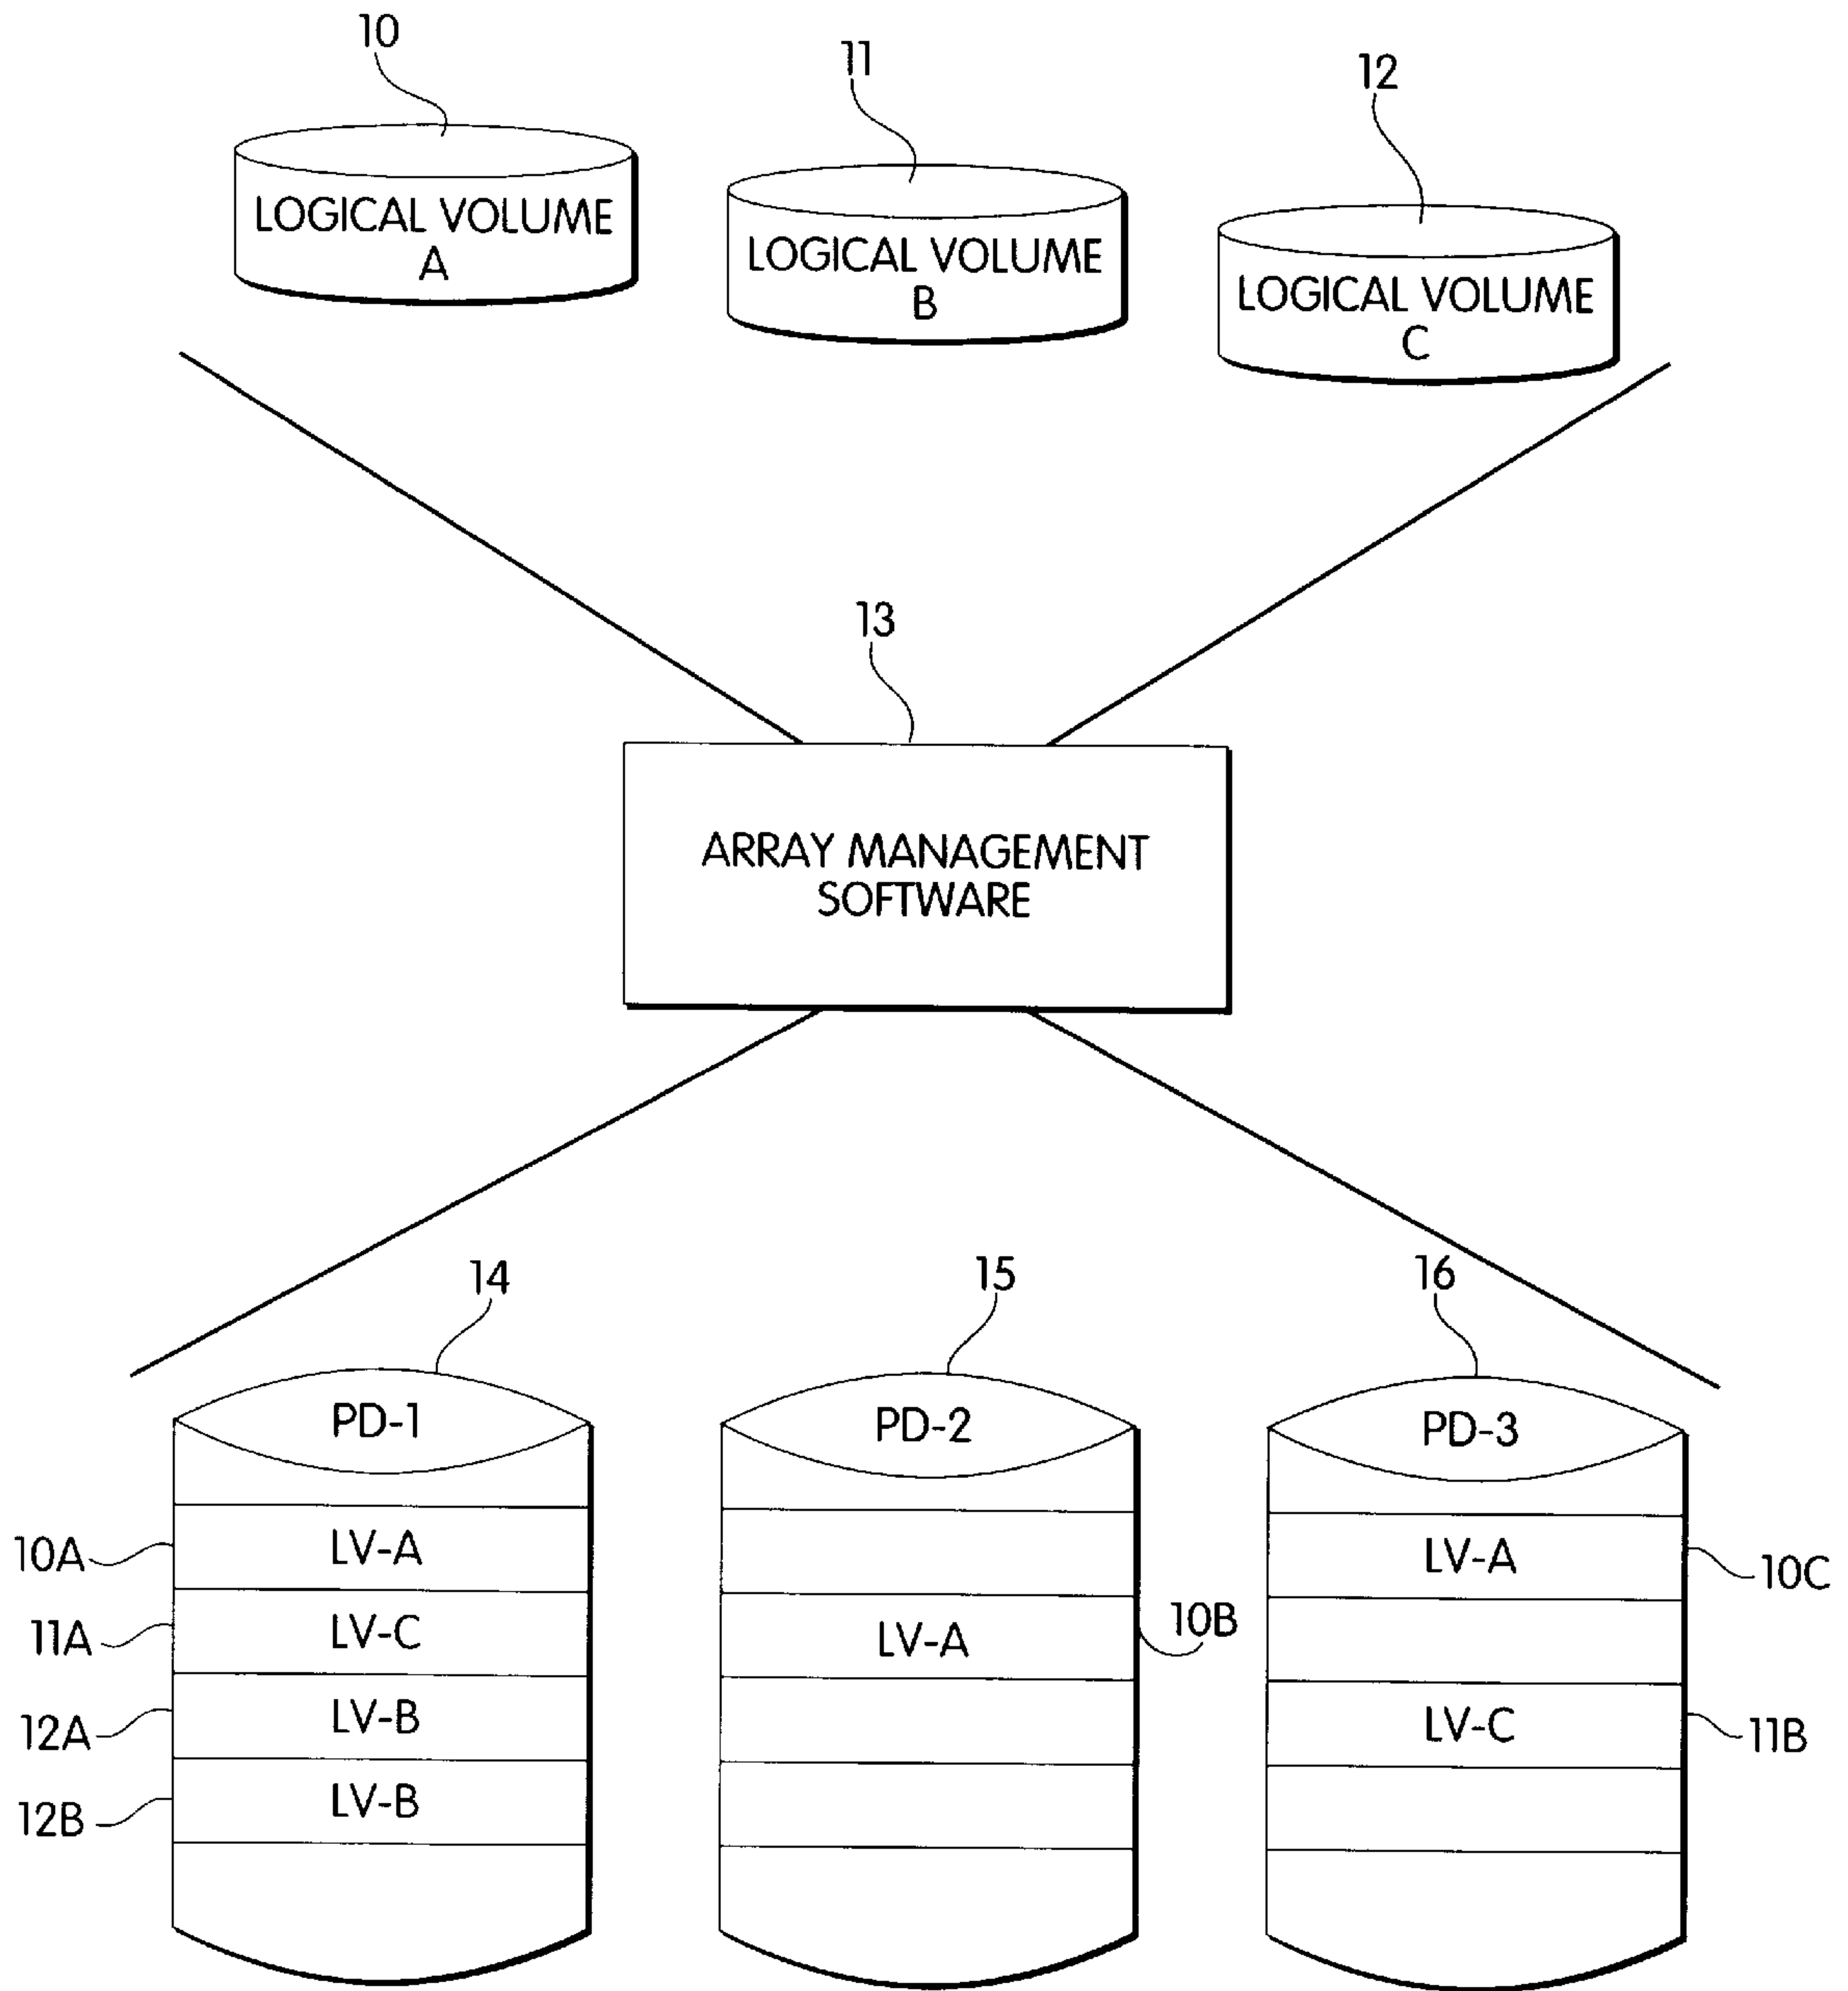 10
11
12
LOGICAL VOLUME
A
LOGICAL VOLUME
B
LOGICAL VOLUME
C
13
ARRAY MANAGEMENT
SOFTWARE
14
15
16
PD-1
PD-2
PD-3
10A
LV-A
LV-A
10C
11A
LV-C
LV-A
10B
12A
LV-B
LV-C
11B
12B
LV-B